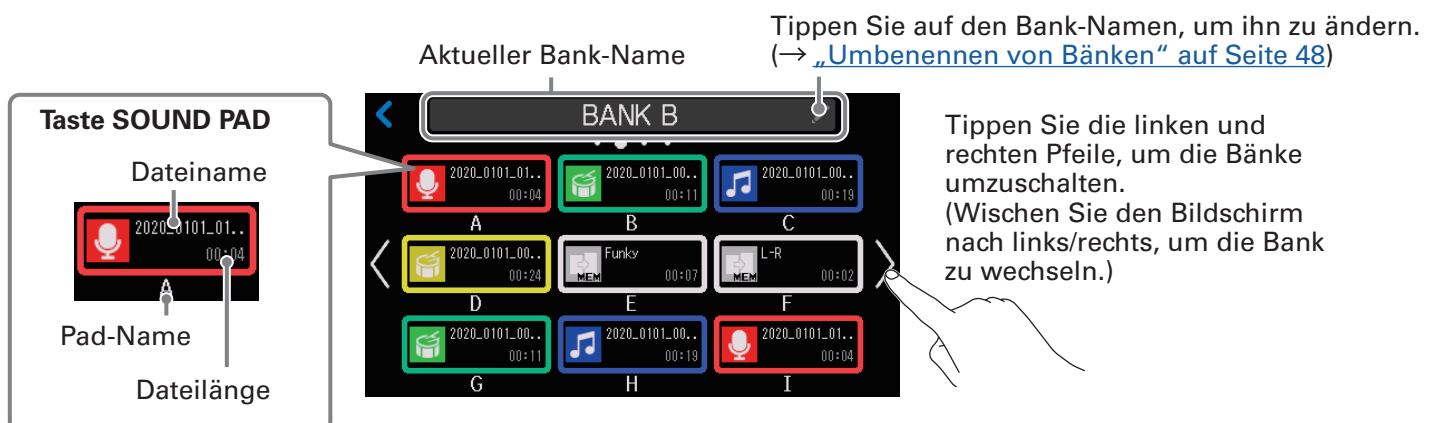 Tippen Sie auf den Bank-Namen, um ihn zu ändern.
(→ „Umbenennen von Bänken“ auf Seite 48)
Aktueller Bank-Name
Taste SOUND PAD
Dateiname
2020_0101_01..
00:04
A
Pad-Name
Dateilänge
BANK B
2020_0101_01..
00:04
A
2020_0101_00..
00:11
B
2020_0101_00..
00:19
C
2020_0101_00..
00:24
D
Funky
MEM
00:07
E
L-R
MEM
00:02
F
2020_0101_00..
00:11
G
2020_0101_00..
00:19
H
2020_0101_01..
00:04
I
Tippen Sie die linken und
rechten Pfeile, um die Bänke
umzuschalten.
(Wischen Sie den Bildschirm
nach links/rechts, um die Bank
zu wechseln.)